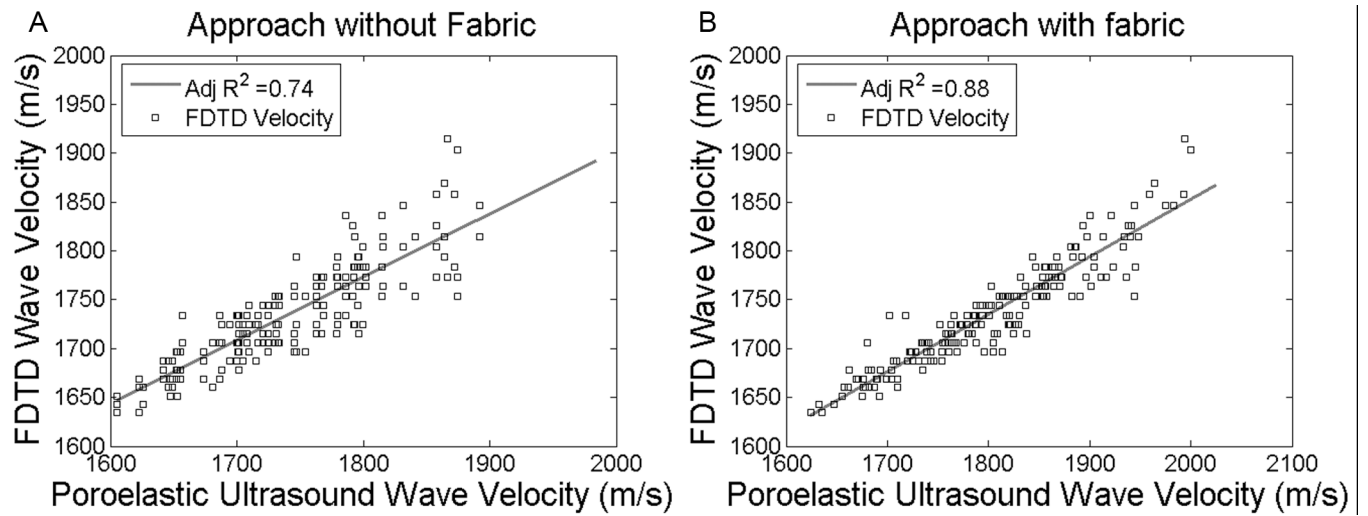 A
Approach without Fabric
FDTD Wave Velocity (m/s)
2000
1950
1900
1850
1800
1750
1700
1650
1600
Adj R² =0.74
FDTD Velocity
1600 1700 1800 1900 2000
Poroelastic Ultrasound Wave Velocity (m/s)
B
Approach with fabric
FDTD Wave Velocity (m/s)
2000
1950
1900
1850
1800
1750
1700
1650
1600
Adj R² =0.88
FDTD Velocity
1600 1700 1800 1900 2000 2100
Poroelastic Ultrasound Wave Velocity (m/s)